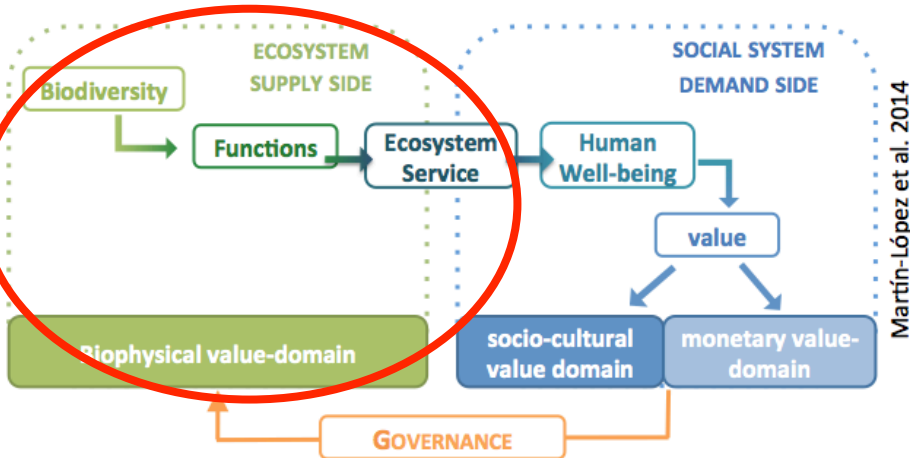 ECOSYSTEM
SUPPLY SIDE
SOCIAL SYSTEM
DEMAND SIDE
Biodiversity
Functions
Ecosystem
Service
Human
Well-being
value
Biophysical value-domain
socio-cultural
value domain
monetary value-
domain
GOVERNANCE
Martín-López et al. 2014